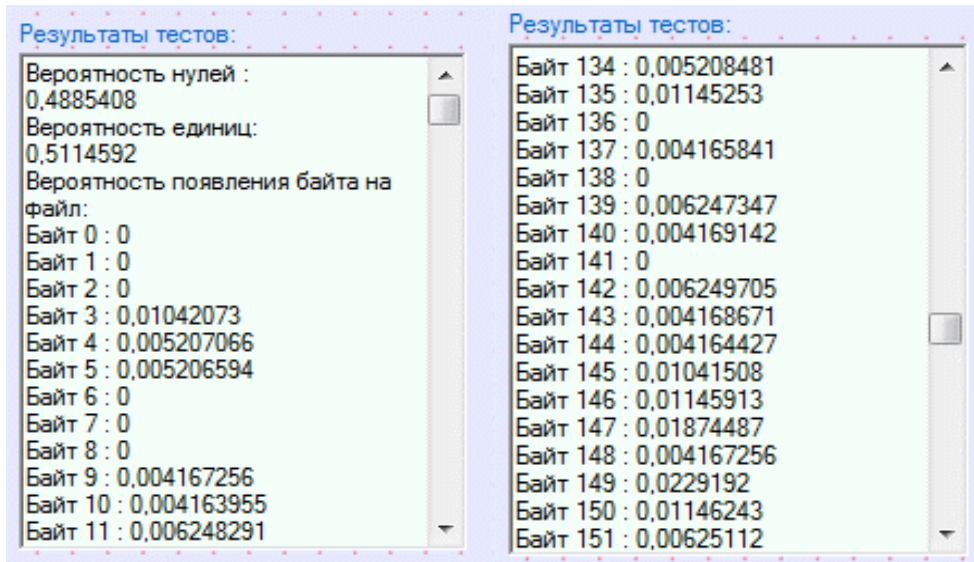 Результаты тестов:
Вероятность нулей :
0,4885408
Вероятность единиц:
0,5114592
Вероятность появления байта на
файл:
Байт 0 : 0
Байт 1 : 0
Байт 2 : 0
Байт 3 : 0,01042073
Байт 4 : 0,005207066
Байт 5 : 0,005206594
Байт 6 : 0
Байт 7 : 0
Байт 8 : 0
Байт 9 : 0,004167256
Байт 10 : 0,004163955
Байт 11 : 0,006248291
Результаты тестов:
Байт 134 : 0,005208481
Байт 135 : 0,01145253
Байт 136 : 0
Байт 137 : 0,004165841
Байт 138 : 0
Байт 139 : 0,006247347
Байт 140 : 0,004169142
Байт 141 : 0
Байт 142 : 0,006249705
Байт 143 : 0,004168671
Байт 144 : 0,004164427
Байт 145 : 0,01041508
Байт 146 : 0,01145913
Байт 147 : 0,01874487
Байт 148 : 0,004167256
Байт 149 : 0,0229192
Байт 150 : 0,01146243
Байт 151 : 0,00625112